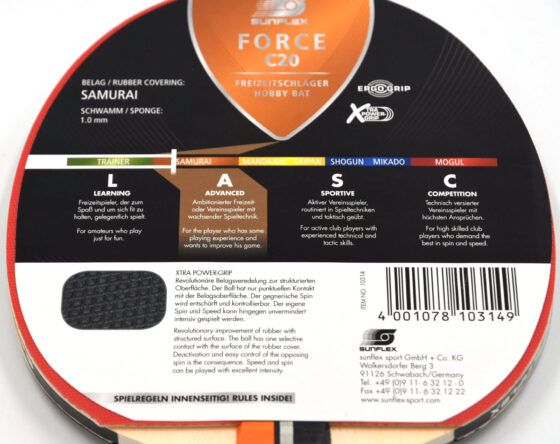 SUNFLEX
FORCE
C20
FREIZEITSCHLÄGER
HOBBY BAT
BELAG / RUBBER COVERING:
SAMURAI
SCHWAMM / SPONGE:
1.0 mm
ERGO GRIP
XTRA
POWER-
GRIP
TRAINER SAMURAI MANDARIN TAIPAN SHOGUN MIKADO MOGUL
L
LEARNING
Freizeitspieler, der zum
Spaß und um sich fit zu
halten, gelegentlich spielt.
For amateurs who play
just for fun.
A
ADVANCED
Ambitionierter Freizeit-
oder Vereinsspieler mit
wachsender Spieltechnik.
For the player who has some
playing experience and
wants to improve his game.
S
SPORTIVE
Aktiver Vereinsspieler,
routiniert in Spieltechniken
und taktisch geübt.
For active club players with
experienced technical and
tactic skills.
C
COMPETITION
Technisch versierter
Vereinsspieler mit
höchsten Ansprüchen.
For high skilled club
players who demand the
best in spin and speed.
XTRA POWER-GRIP
Revolutionäre Belagsveredelung zur strukturierten
Oberfläche. Der Ball hat nur punktuellen Kontakt
mit der Belagsoberfläche. Der gegnerische Spin
wird entschärft und kontrollierbar. Der eigene
Spin und Speed kann hingegen unvermindert
intensiv gespielt werden.
Revolutionary improvement of rubber with
structured surface. The ball has one selective
contact with the surface of the rubber cover.
Deactivation and easy control of the opposing
spin is the consequence. Speed and spin
can be played with excellent intensity.
SPIELREGELN INNENSEITIG! RULES INSIDE!
ITEM NO. 10314
4 001078 103149
SUNFLEX
sunflex sport GmbH + Co. KG
Walkersdorfer Berg 3
91126 Schwabach/Germany
Tel. +49 (0)9 11- 6 32 12 - 0
Fax +49 (0)9 11- 6 32 12 22
www.sunflex-sport.com